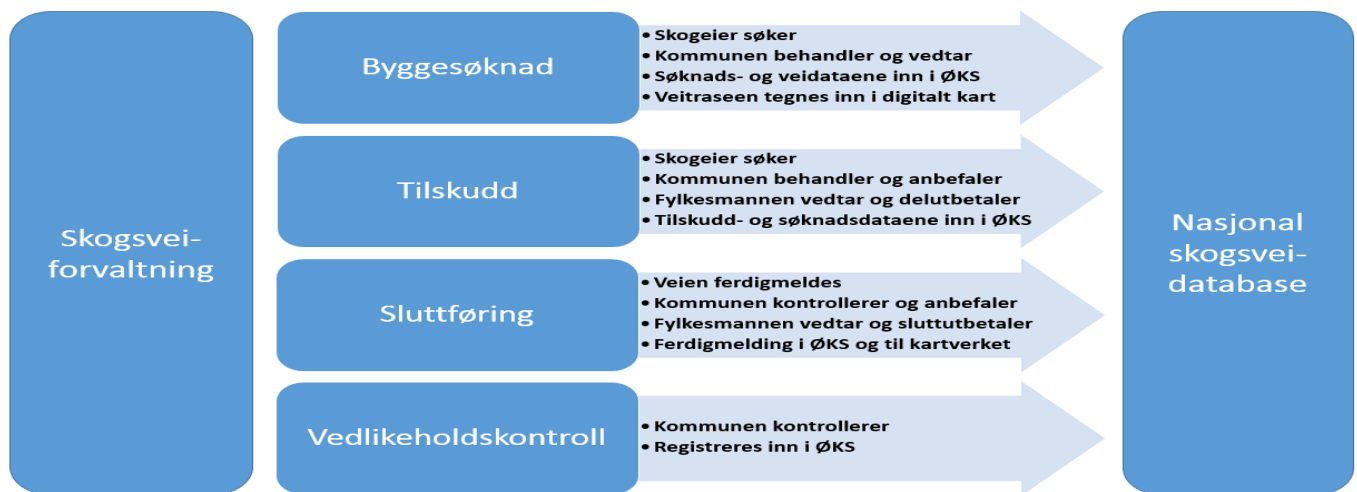 Skogsvei-
forvaltning
Byggesøknad
• Skogeier søker
• Kommunen behandler og vedtar
• Søknads- og veidataene inn i ØKS
• Veitraseen tegnes inn i digitalt kart
Tilskudd
• Skogeier søker
• Kommunen behandler og anbefaler
• Fylkesmannen vedtar og delutbetaler
• Tilskudd- og søknadsdataene inn i ØKS
Sluttføring
• Veien ferdigmeldes
• Kommunen kontrollerer og anbefaler
• Fylkesmannen vedtar og sluttutbetaler
• Ferdigmelding i ØKS og til kartverket
Vedlikeholdskontroll
• Kommunen kontrollerer
• Registreres inn i ØKS
Nasjonal
skogsvei-
database